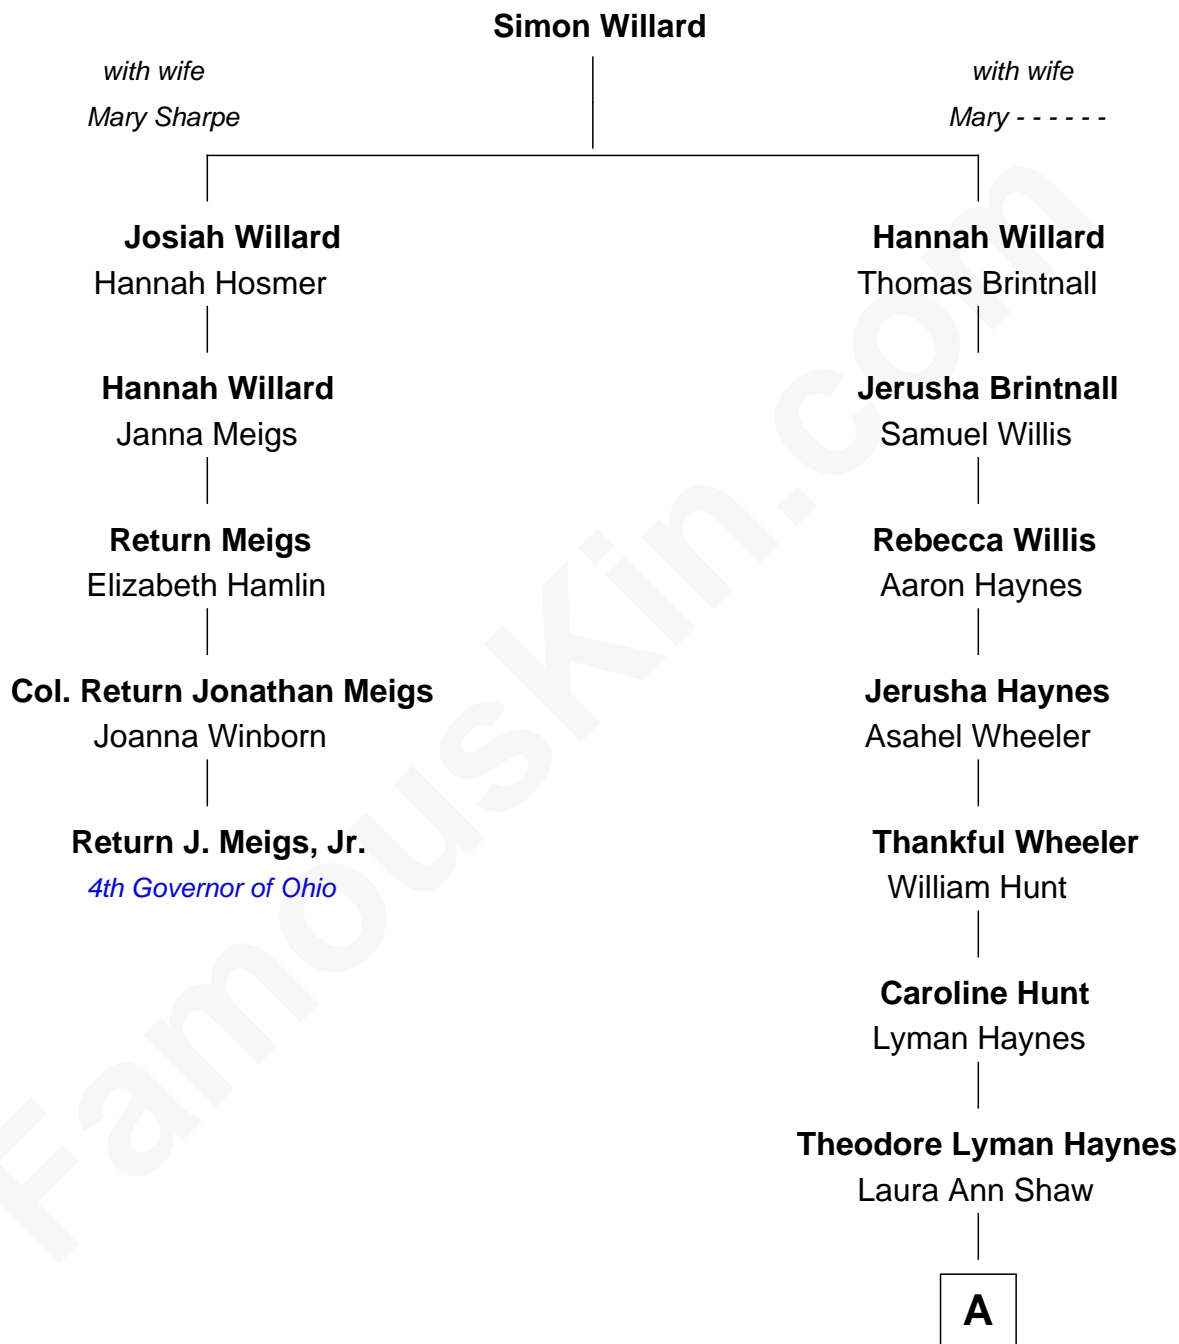 Simon Willard
with wife
Mary Sharpe
with wife
Mary - - - - - -
Josiah Willard
Hannah Hosmer
Hannah Willard
Thomas Brintnall
Hannah Willard
Janna Meigs
Jerusha Brintnall
Samuel Willis
Return Meigs
Elizabeth Hamlin
Rebecca Willis
Aaron Haynes
Col. Return Jonathan Meigs
Joanna Winborn
Jerusha Haynes
Asahel Wheeler
Return J. Meigs, Jr.
4th Governor of Ohio
Thankful Wheeler
William Hunt
Caroline Hunt
Lyman Haynes
Theodore Lyman Haynes
Laura Ann Shaw
A
FamousKin.com